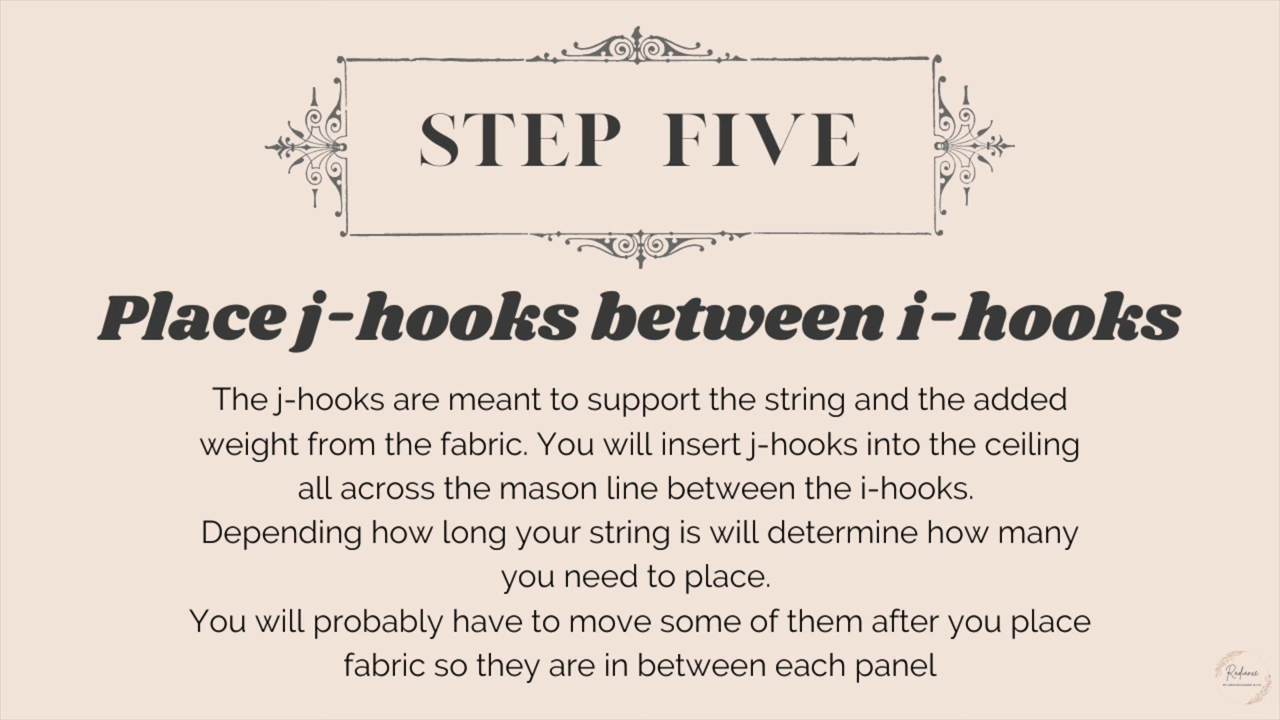 STEP FIVE
Place j-hooks between i-hooks
The j-hooks are meant to support the string and the added
weight from the fabric. You will insert j-hooks into the ceiling
all across the mason line between the i-hooks.
Depending how long your string is will determine how many
you need to place.
You will probably have to move some of them after you place
fabric so they are in between each panel
Radiance